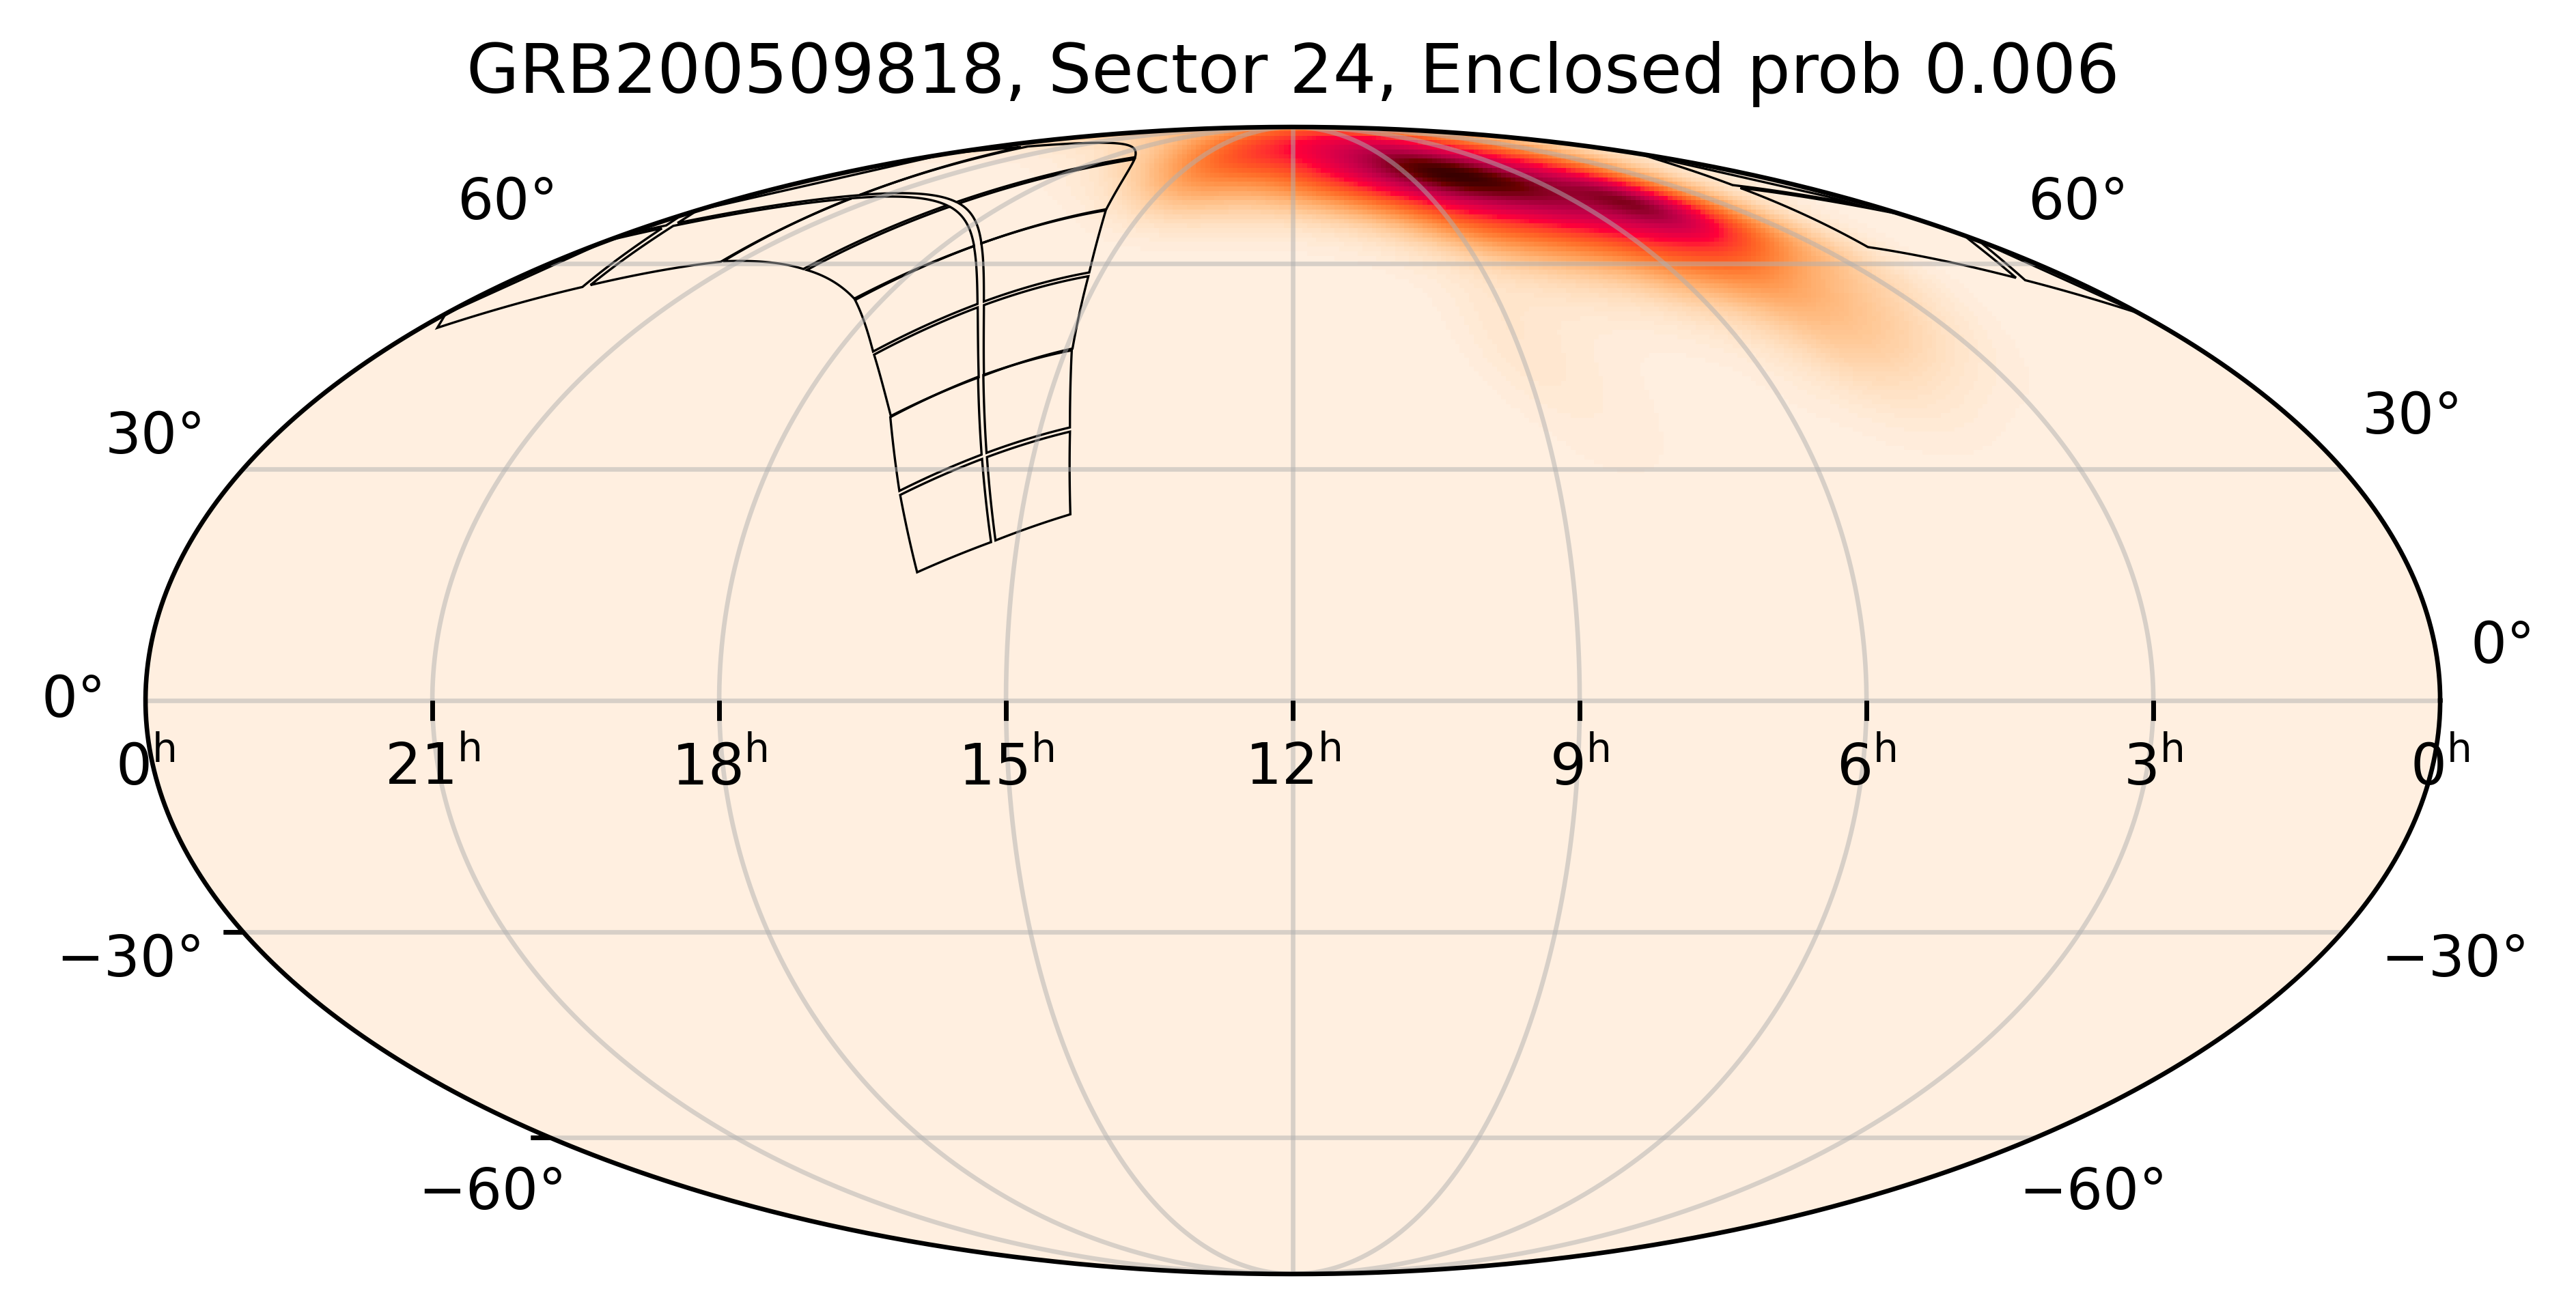 GRB200509818, Sector 24, Enclosed prob 0.006
60° 60°
30° 30°
0° 0°
0ʰ 21ʰ 18ʰ 15ʰ 12ʰ 9ʰ 6ʰ 3ʰ 0ʰ
−30° −30°
−60° −60°